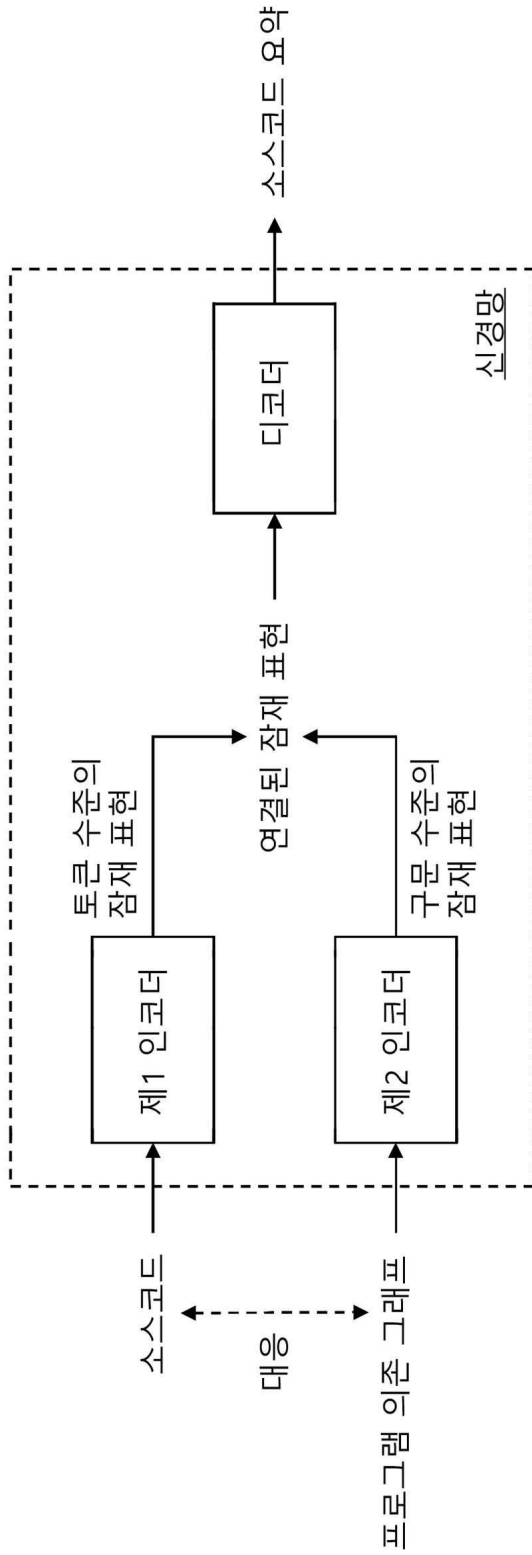 소스코드
대응
프로그램 의존 그래프
제1 인코더
제2 인코더
토큰 수준의
잠재 표현
구문 수준의
잠재 표현
연결된 잠재 표현
디코더
신경망
소스코드 요약